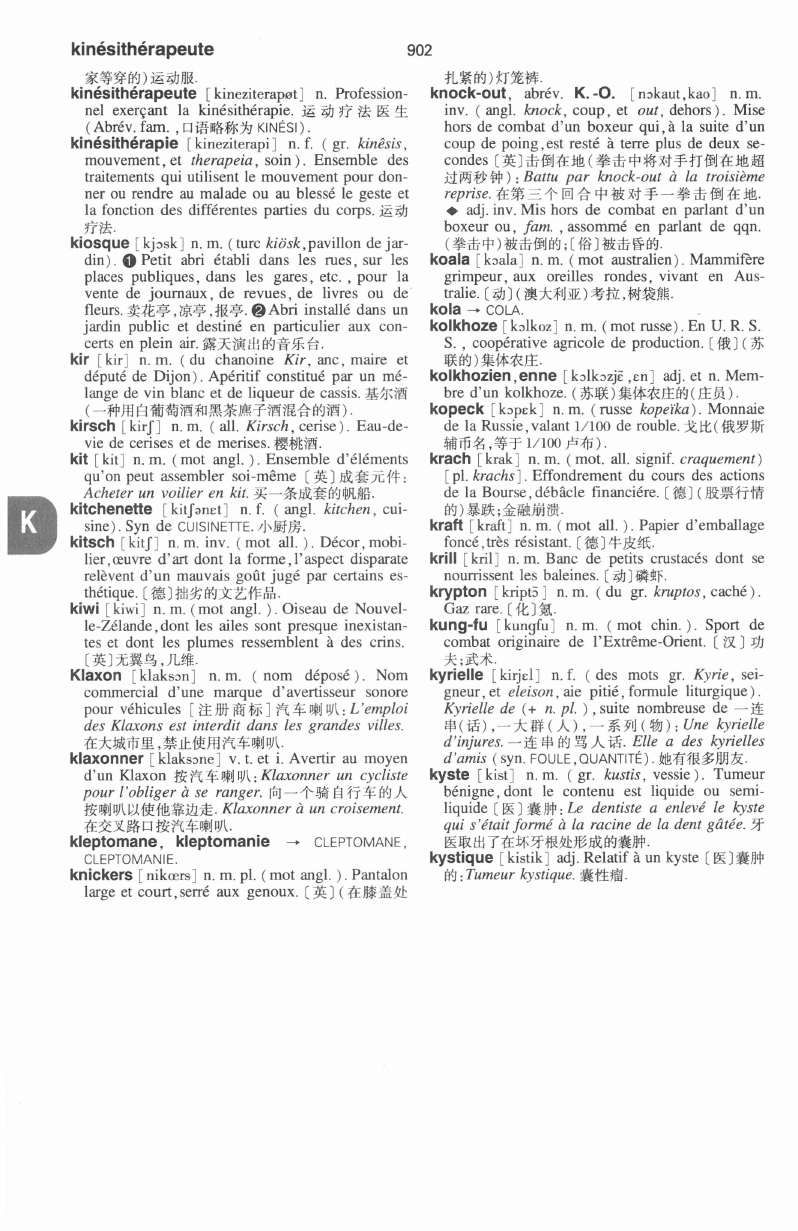 kinésithérapeute
902
家等穿的)运动服.
kinésithérapeute [kineziterapøt] n. Profession-
nel exerçant la kinésithérapie. 运动疗法医生
(Abrév. fam. ,口语略称为 KINÉSI).
kinésithérapie [kineziterapi] n. f. (gr. kinêsis,
mouvement, et therapeia, soin). Ensemble des
traitements qui utilisent le mouvement pour don-
ner ou rendre au malade ou au blessé le geste et
la fonction des différentes parties du corps. 运动
疗法.
kiosque [kjɔsk] n. m. (turc kiösk,pavillon de jar-
din). ❶ Petit abri établi dans les rues, sur les
places publiques, dans les gares, etc. , pour la
vente de journaux, de revues, de livres ou de
fleurs. 卖花亭,凉亭,报亭. ❷ Abri installé dans un
jardin public et destiné en particulier aux con-
certs en plein air. 露天演出的音乐台.
kir [kir] n. m. (du chanoine Kir, anc, maire et
député de Dijon). Apéritif constitué par un mé-
lange de vin blanc et de liqueur de cassis. 基尔酒
(一种用白葡萄酒和黑茶藨子酒混合的酒).
kirsch [kirʃ] n. m. (all. Kirsch, cerise). Eau-de-
vie de cerises et de merises. 樱桃酒.
kit [kit] n. m. (mot angl. ). Ensemble d'éléments
qu'on peut assembler soi-même [英]成套元件:
Acheter un voilier en kit. 买一条成套的帆船.
kitchenette [kitʃənɛt] n. f. (angl. kitchen, cui-
sine). Syn de CUISINETTE. 小厨房.
kitsch [kitʃ] n. m. inv. (mot all. ). Décor, mobi-
lier,œuvre d'art dont la forme,l'aspect disparate
relèvent d'un mauvais goût jugé par certains es-
thétique. [德]拙劣的文艺作品.
kiwi [kiwi] n. m. (mot angl. ). Oiseau de Nouvel-
le-Zélande,dont les ailes sont presque inexistan-
tes et dont les plumes ressemblent à des crins.
[英]无翼鸟,几维.
Klaxon [klaksɔn] n. m. (nom déposé). Nom
commercial d'une marque d'avertisseur sonore
pour véhicules [注册商标]汽车喇叭: L'emploi
des Klaxons est interdit dans les grandes villes.
在大城市里,禁止使用汽车喇叭.
klaxonner [klaksɔne] v. t. et i. Avertir au moyen
d'un Klaxon 按汽车喇叭: Klaxonner un cycliste
pour l'obliger à se ranger. 向一个骑自行车的人
按喇叭以使他靠边走. Klaxonner à un croisement.
在交叉路口按汽车喇叭.
kleptomane, kleptomanie → CLEPTOMANE,
CLEPTOMANIE.
knickers [nikœrs] n. m. pl. (mot angl. ). Pantalon
large et court,serré aux genoux. [英](在膝盖处
扎紧的)灯笼裤.
knock-out, abrév. K. -O. [nɔkaut,kao] n. m.
inv. (angl. knock, coup, et out, dehors). Mise
hors de combat d'un boxeur qui,à la suite d'un
coup de poing,est resté à terre plus de deux se-
condes [英]击倒在地(拳击中将对手打倒在地超
过两秒钟): Battu par knock-out à la troisième
reprise. 在第三个回合中被对手一拳击倒在地.
◆ adj. inv. Mis hors de combat en parlant d'un
boxeur ou, fam. , assommé en parlant de qqn.
(拳击中)被击倒的;[俗]被击昏的.
koala [kɔala] n. m. (mot australien). Mammifère
grimpeur, aux oreilles rondes, vivant en Aus-
tralie. [动](澳大利亚)考拉,树袋熊.
kola → COLA.
kolkhoze [kɔlkoz] n. m. (mot russe). En U. R. S.
S. , coopérative agricole de production. [俄](苏
联的)集体农庄.
kolkhozien,enne [kɔlkɔzjɛ̃,ɛn] adj. et n. Mem-
bre d'un kolkhoze. (苏联)集体农庄的(庄员).
kopeck [kɔpɛk] n. m. (russe kopeïka). Monnaie
de la Russie,valant 1/100 de rouble. 戈比(俄罗斯
辅币名,等于 1/100 卢布).
krach [krak] n. m. (mot. all. signif. craquement)
[pl. krachs]. Effondrement du cours des actions
de la Bourse,débâcle financiére. [德](股票行情
的)暴跌;金融崩溃.
kraft [kraft] n. m. (mot all. ). Papier d'emballage
foncé,très résistant. [德]牛皮纸.
krill [kril] n. m. Banc de petits crustacés dont se
nourrissent les baleines. [动]磷虾.
krypton [kriptɔ̃] n. m. (du gr. kruptos, caché).
Gaz rare. [化]氪.
kung-fu [kuŋgfu] n. m. (mot chin. ). Sport de
combat originaire de l'Extrême-Orient. [汉]功
夫;武术.
kyrielle [kirjɛl] n. f. (des mots gr. Kyrie, sei-
gneur, et eleison, aie pitié, formule liturgique).
Kyrielle de (+ n. pl. ), suite nombreuse de 一连
串(话),一大群(人),一系列(物): Une kyrielle
d'injures. 一连串的骂人话. Elle a des kyrielles
d'amis (syn. FOULE,QUANTITÉ). 她有很多朋友.
kyste [kist] n. m. (gr. kustis, vessie). Tumeur
bénigne, dont le contenu est liquide ou semi-
liquide [医]囊肿: Le dentiste a enlevé le kyste
qui s'était formé à la racine de la dent gâtée. 牙
医取出了在坏牙根处形成的囊肿.
kystique [kistik] adj. Relatif à un kyste [医]囊肿
的: Tumeur kystique. 囊性瘤.
K